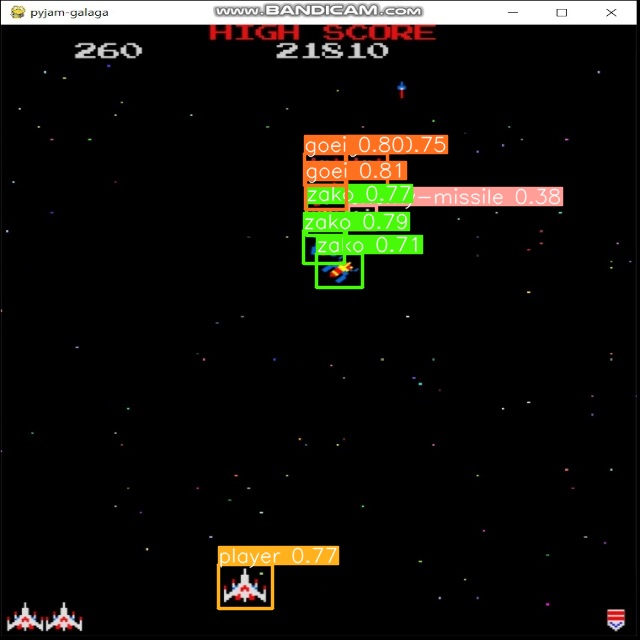 pyjam-galaga
www.BANDICAM.com
HIGH SCORE
260 21810
goei 0.80 0.75
goei 0.81
zako 0.77 y-missile 0.38
zako 0.79
zako 0.71
player 0.77